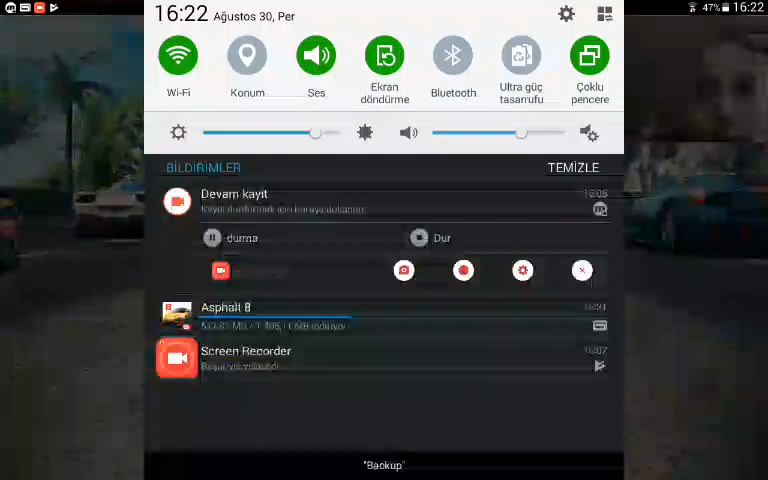 47% 16:22
16:22 Ağustos 30, Per
Wi-Fi
Konum
Ses
Ekran döndürme
Bluetooth
Ultra güç tasarrufu
Çoklu pencere
BİLDİRİMLER TEMİZLE
Devam kayıt
durma Dur
Asphalt 8
Screen Recorder
"Backup"